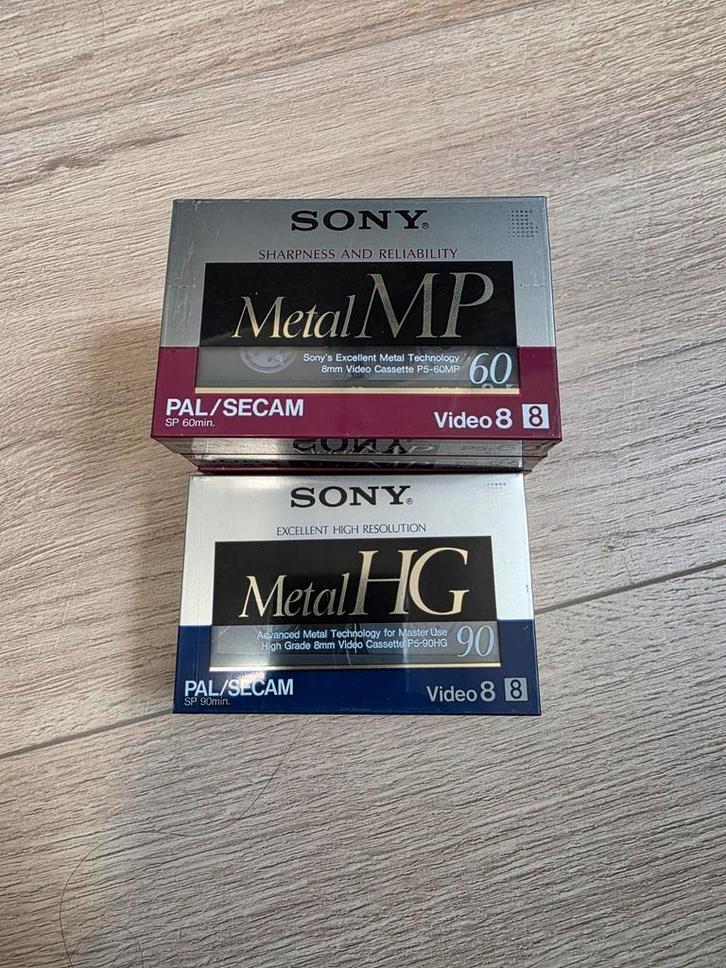 SONY®
SHARPNESS AND RELIABILITY
Metal MP
Sony's Excellent Metal Technology
8mm Video Cassette P5-60MP
60
PAL/SECAM
SP 60min.
Video 8 8
SONY
SONY®
EXCELLENT HIGH RESOLUTION
Metal HG
Advanced Metal Technology for Master Use
High Grade 8mm Video Cassette P5-90HG
90
PAL/SECAM
SP 90min.
Video 8 8